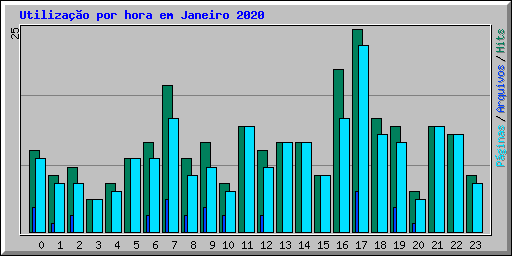 Utilização por hora em Janeiro 2020
25
Páginas / Arquivos / Hits
0 1 2 3 4 5 6 7 8 9 10 11 12 13 14 15 16 17 18 19 20 21 22 23